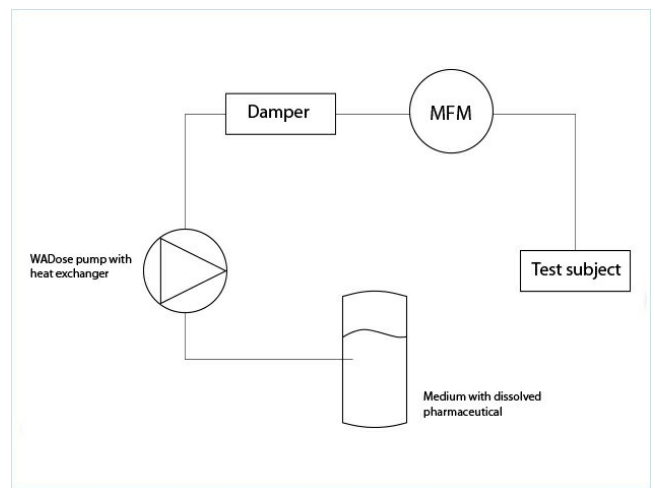 Damper
MFM
WADose pump with
heat exchanger
Test subject
Medium with dissolved
pharmaceutical